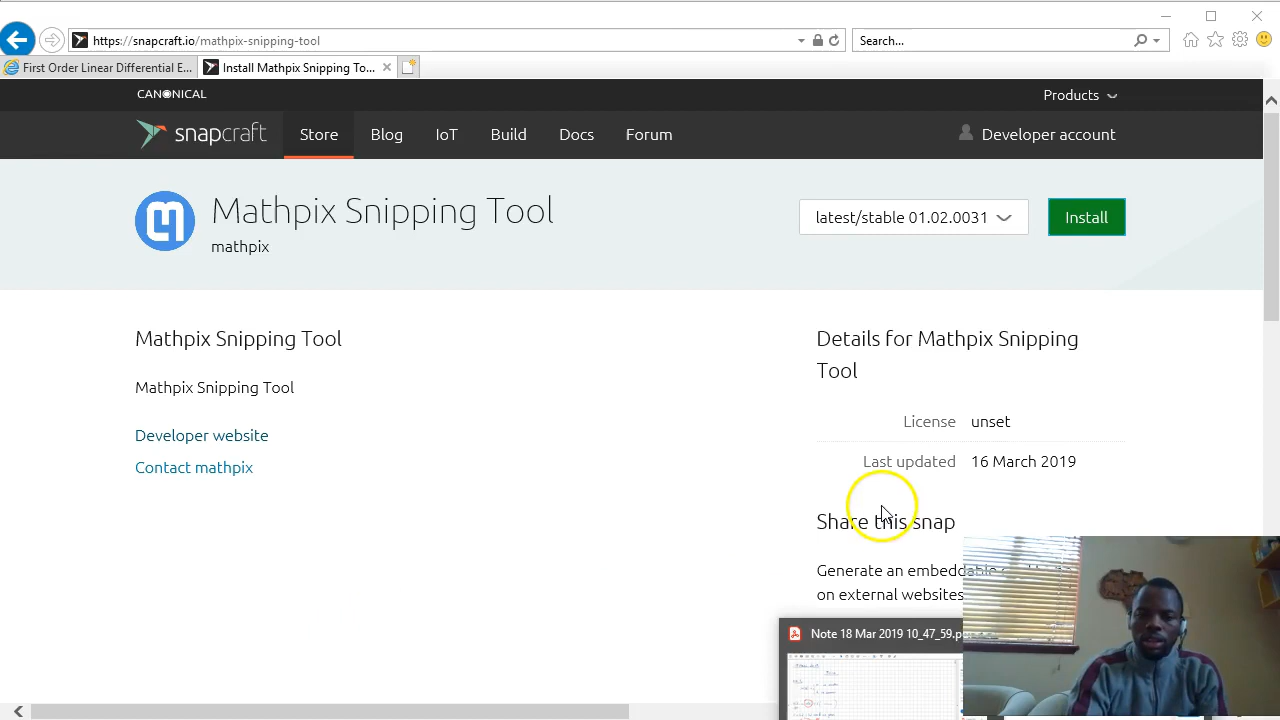 https://snapcraft.io/mathpix-snipping-tool
Search...
First Order Linear Differential E...
Install Mathpix Snipping To...
CANONICAL
Products
snapcraft
Store
Blog
IoT
Build
Docs
Forum
Developer account
Mathpix Snipping Tool
mathpix
latest/stable 01.02.0031
Install
Mathpix Snipping Tool
Mathpix Snipping Tool
Developer website
Contact mathpix
Details for Mathpix Snipping
Tool
License unset
Last updated 16 March 2019
Share this snap
Generate an
on external websites
Note 18 Mar 2019 10_47_59.p